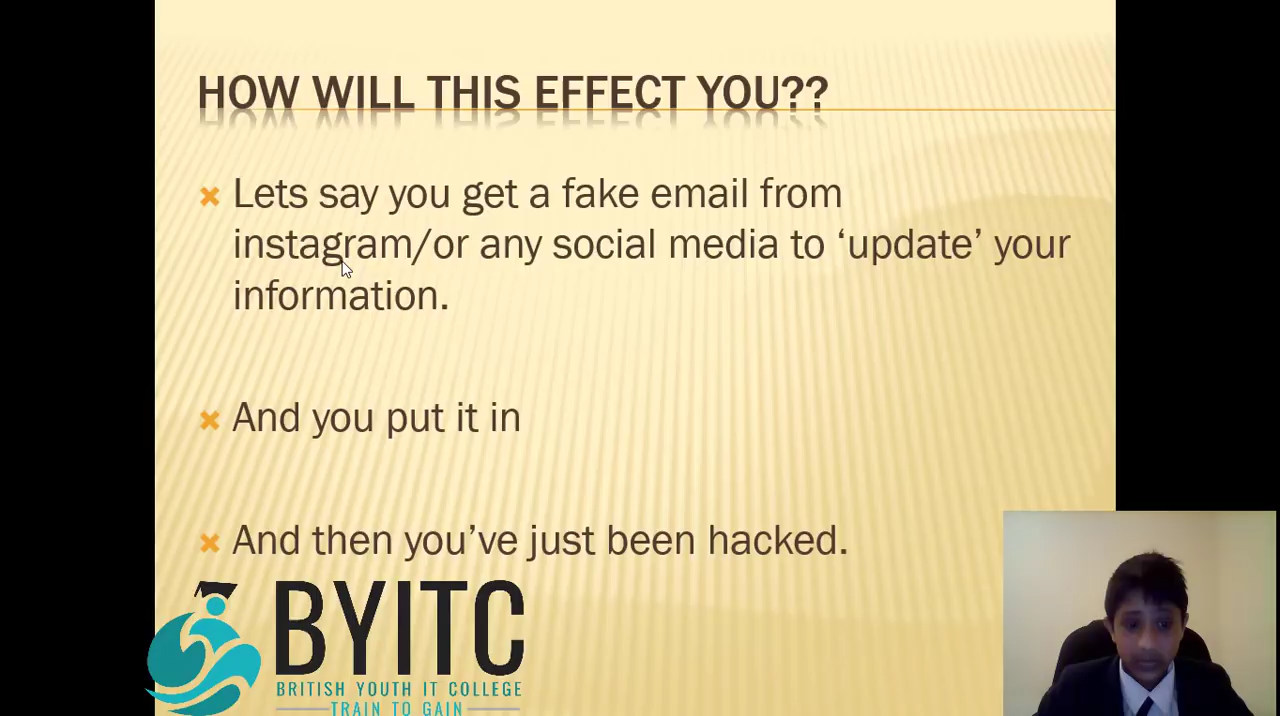 HOW WILL THIS EFFECT YOU??
Lets say you get a fake email from
instagram/or any social media to ‘update’ your
information.
And you put it in
And then you’ve just been hacked.
BYITC
BRITISH YOUTH IT COLLEGE
TRAIN TO GAIN